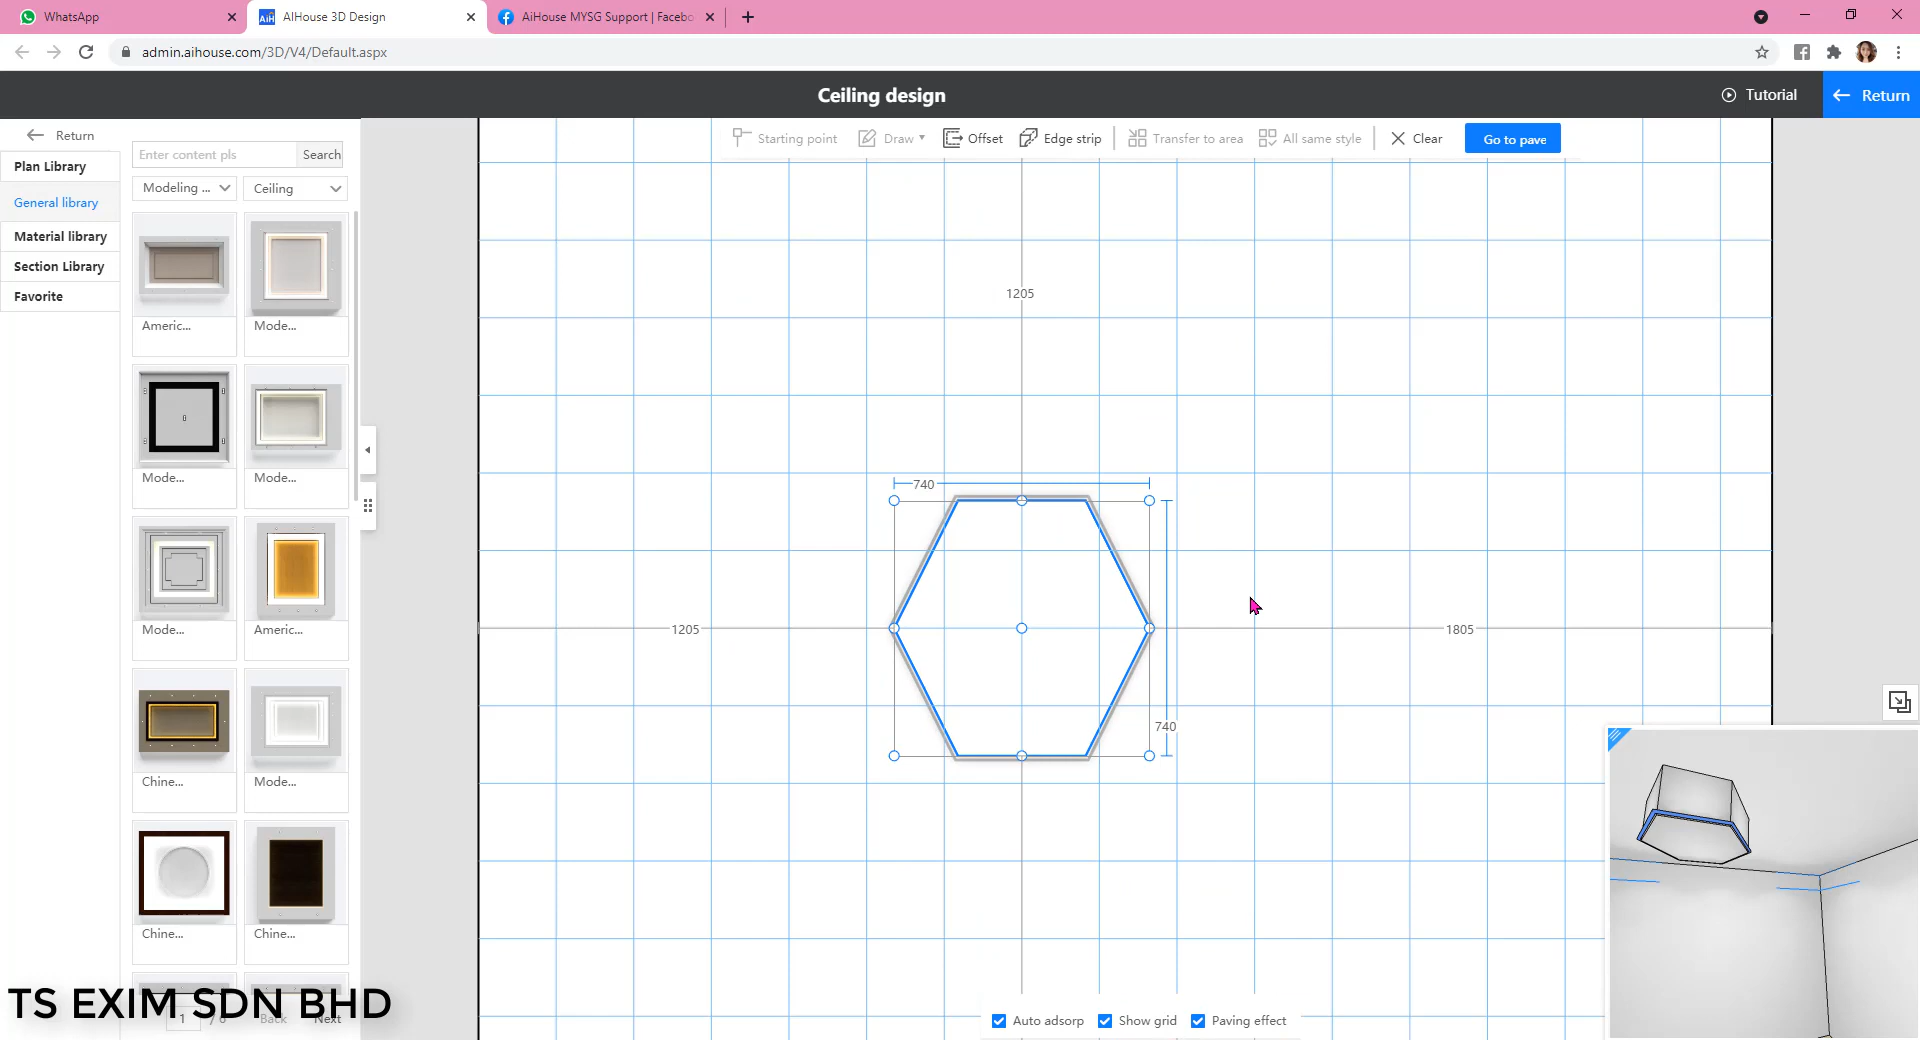 WhatsApp
AiH
AIHouse 3D Design
AiHouse MYSG Support | Facebo
admin.aihouse.com/3D/V4/Default.aspx
Ceiling design
Tutorial
Return
Return
Plan Library
General library
Material library
Section Library
Favorite
Enter content pls
Search
Modeling ...
Ceiling
Americ...
Mode...
Mode...
Mode...
Mode...
Americ...
Chine...
Mode...
Chine...
Chine...
1
Back
Next
TS EXIM SDN BHD
Starting point
Draw
Offset
Edge strip
Transfer to area
All same style
Clear
Go to pave
1205
740
1205
1805
740
Auto adsorp
Show grid
Paving effect